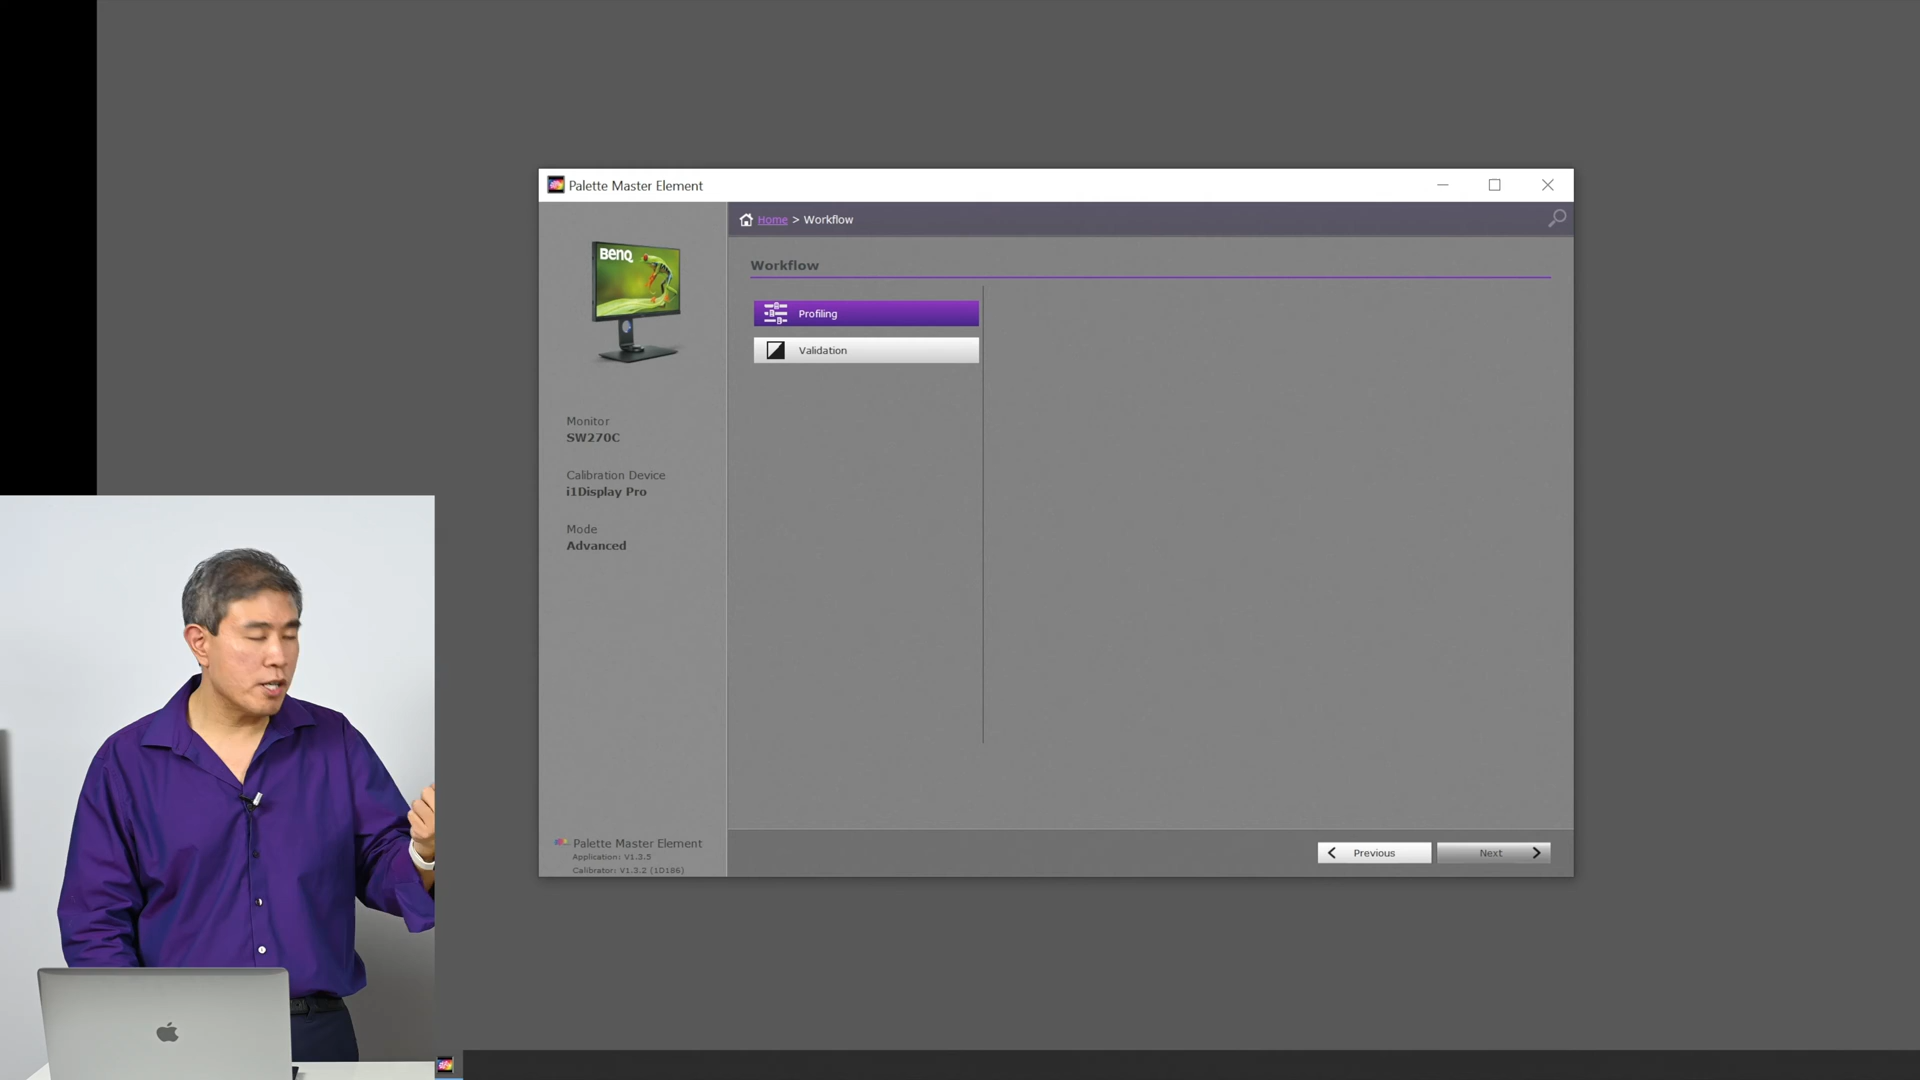 Palette Master Element
Home > Workflow
BenQ
Workflow
Profiling
Validation
Monitor
SW270C
Calibration Device
i1Display Pro
Mode
Advanced
Palette Master Element
Application: V1.3.5
Calibrator: V1.3.2 (1D186)
Previous
Next